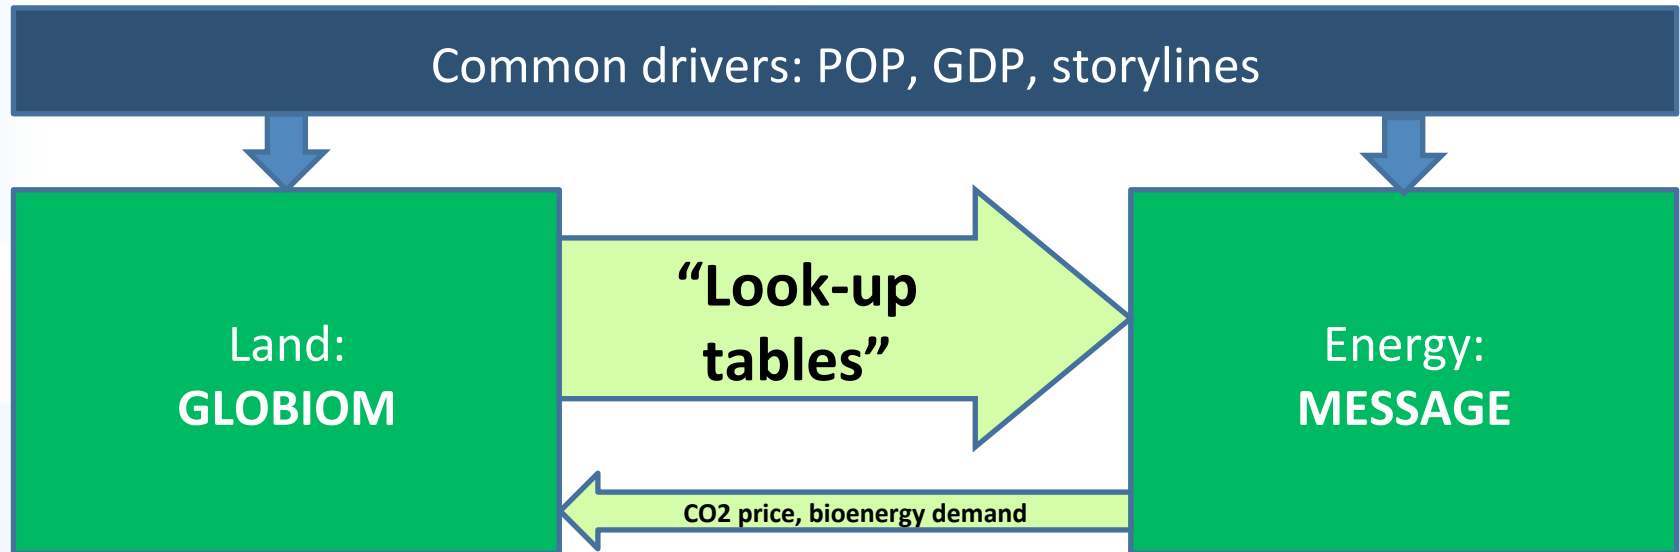 Common drivers: POP, GDP, storylines
Land:
GLOBIOM
“Look-up
tables”
Energy:
MESSAGE
CO2 price, bioenergy demand